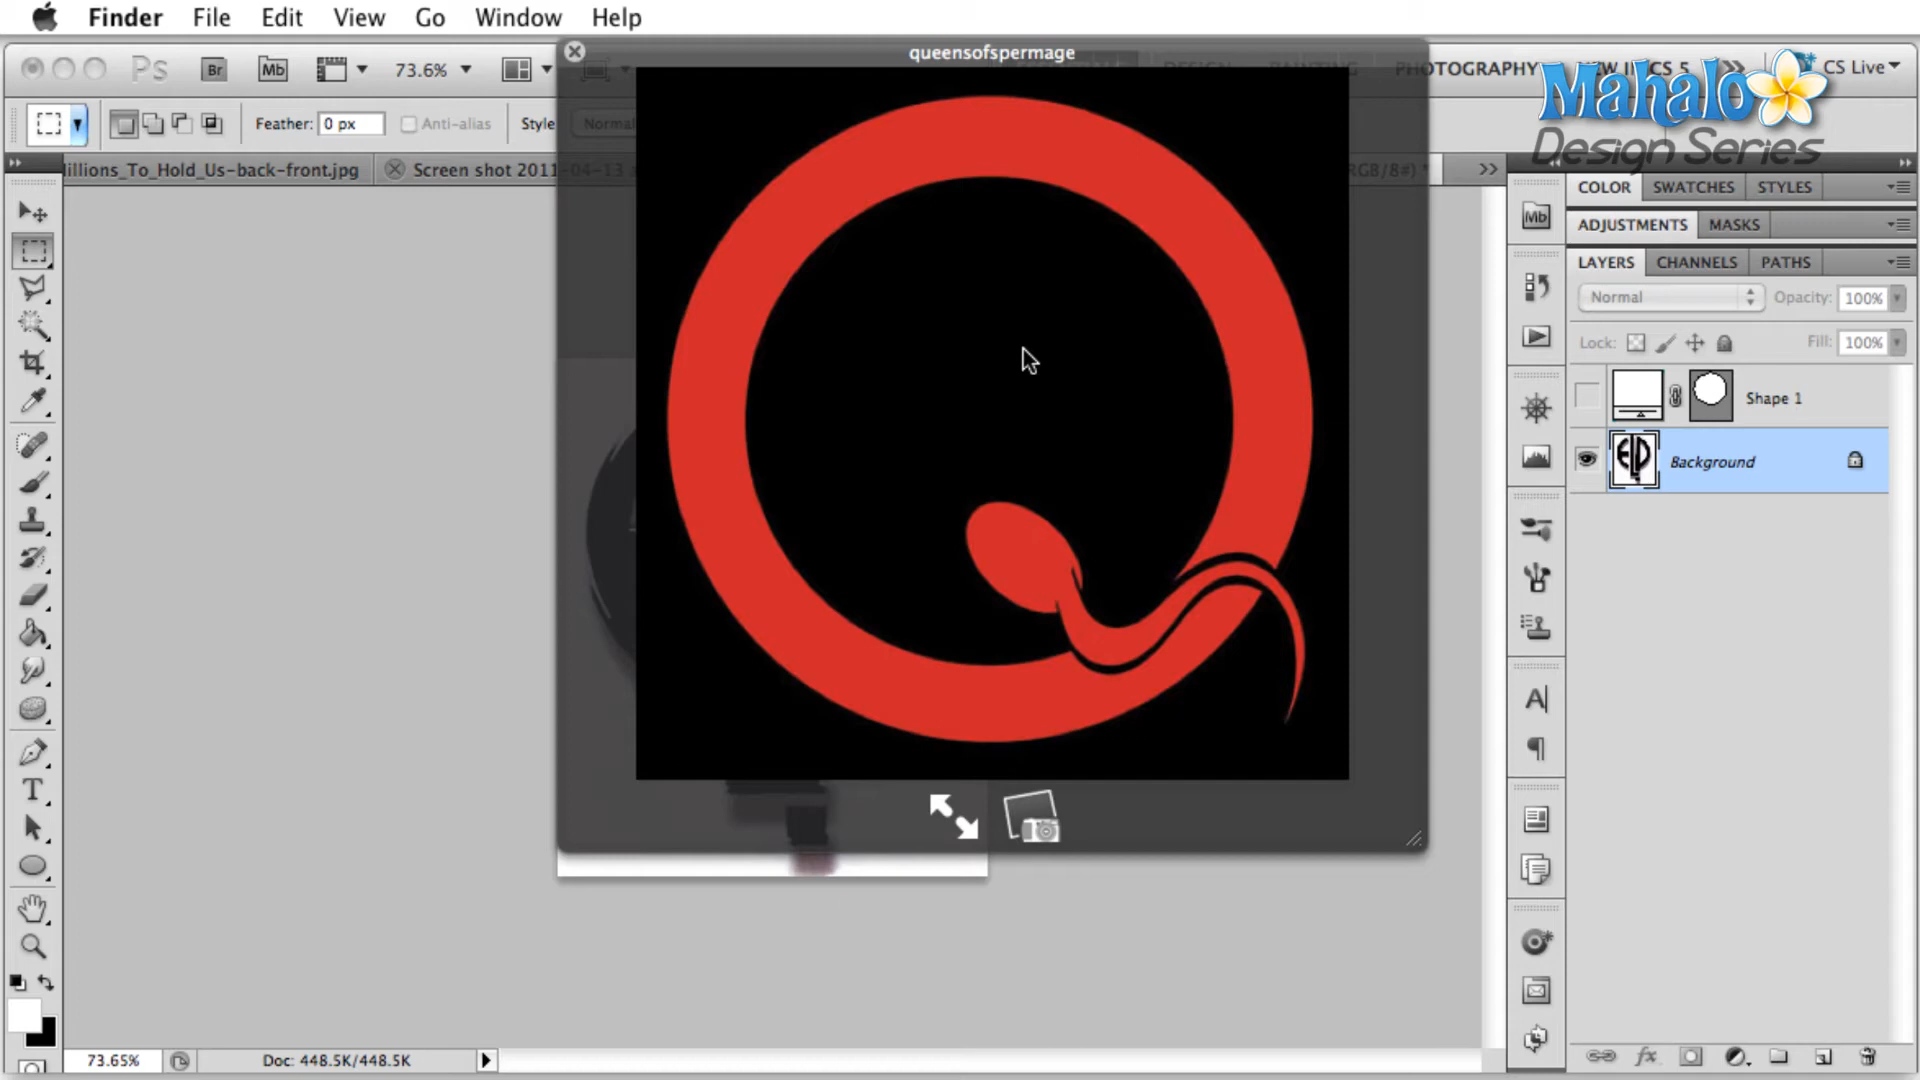 Finder File Edit View Go Window Help
queensofspermage
Ps Br Mb 73.6% PHOTOGRAPHY CS 5 CS Live
Mahalo
Design Series
Feather: 0 px Anti-alias Style Normal
illions_To_Hold_Us-back-front.jpg Screen shot 2011-04-13 RGB/8#) *
COLOR SWATCHES STYLES
ADJUSTMENTS MASKS
LAYERS CHANNELS PATHS
Normal Opacity: 100%
Lock: Fill: 100%
Shape 1
ELP Background
Mb
73.65% Doc: 448.5K/448.5K